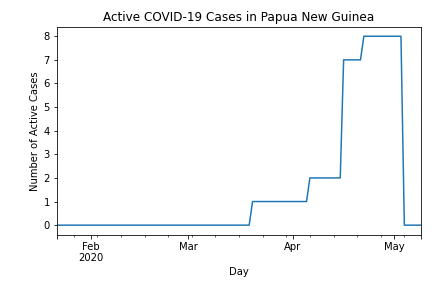 Active COVID-19 Cases in Papua New Guinea
8
7
6
5
4
3
2
1
0
Number of Active Cases
Feb
2020
Mar
Apr
May
Day